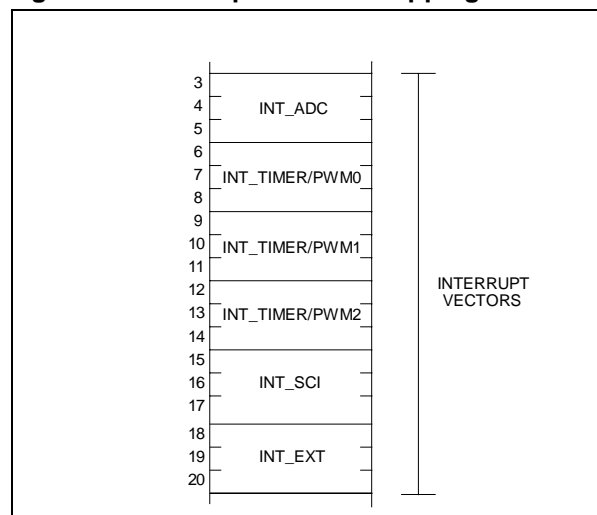 3
4 INT_ADC
5
6
7 INT_TIMER/PWM0
8
9
10 INT_TIMER/PWM1
11
12
INTERRUPT
VECTORS
13 INT_TIMER/PWM2
14
15
16 INT_SCI
17
18
19 INT_EXT
20